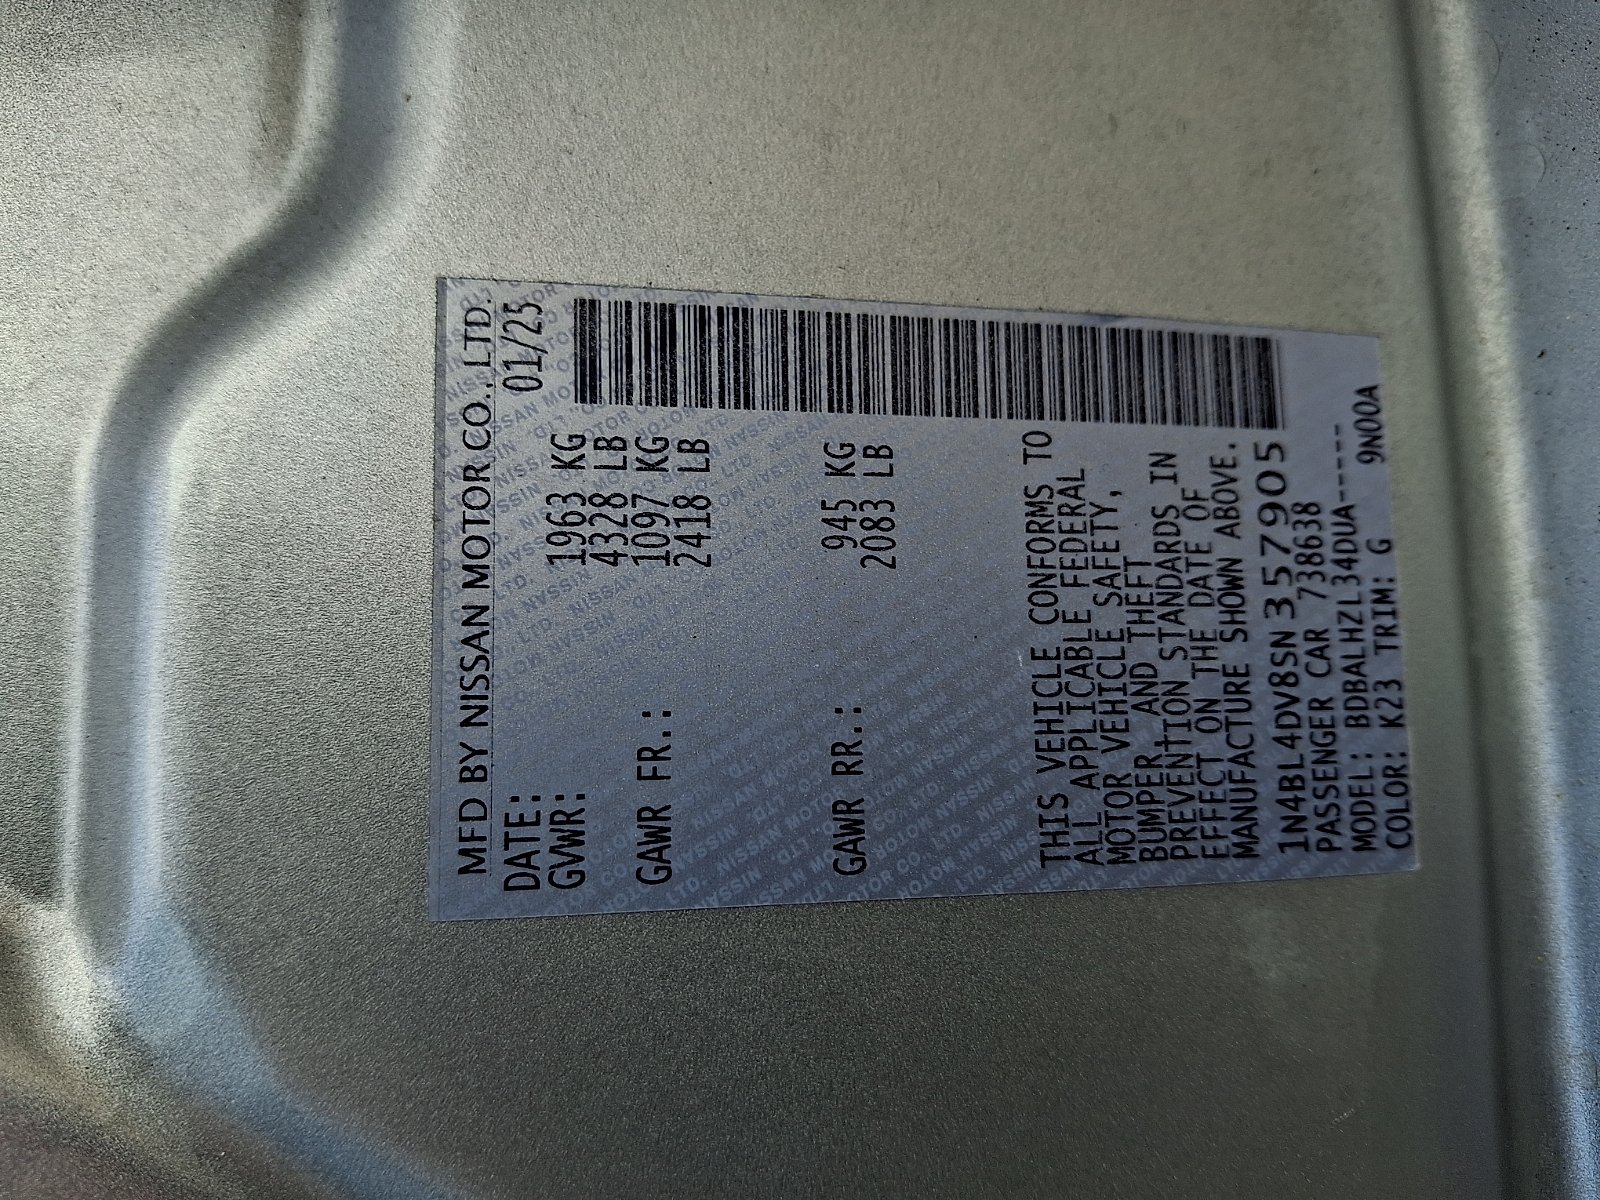 MFD BY NISSAN MOTOR CO., LTD.
DATE: 01/25
GVWR: 1963 KG
4328 LB
GAWR FR.: 1097 KG
2418 LB
GAWR RR.: 945 KG
2083 LB
THIS VEHICLE CONFORMS TO
ALL APPLICABLE FEDERAL
MOTOR VEHICLE SAFETY,
BUMPER AND THEFT
PREVENTION STANDARDS IN
EFFECT ON THE DATE OF
MANUFACTURE SHOWN ABOVE.
1N4BL4DV8SN357905
PASSENGER CAR 738638
MODEL: BDBALHZL34DUA-----
COLOR: K23 TRIM: G 9N00A